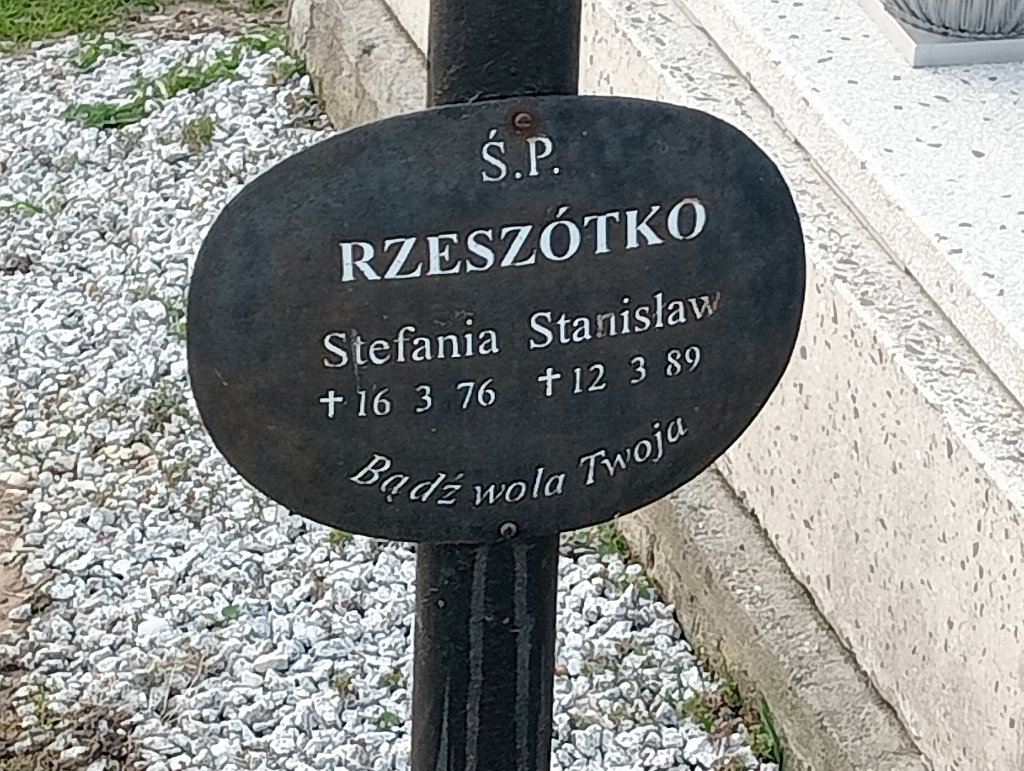 Ś.P.
RZESZÓTKO
Stefania Stanisław
✝16 3 76 ✝12 3 89
Bądź wola Twoja